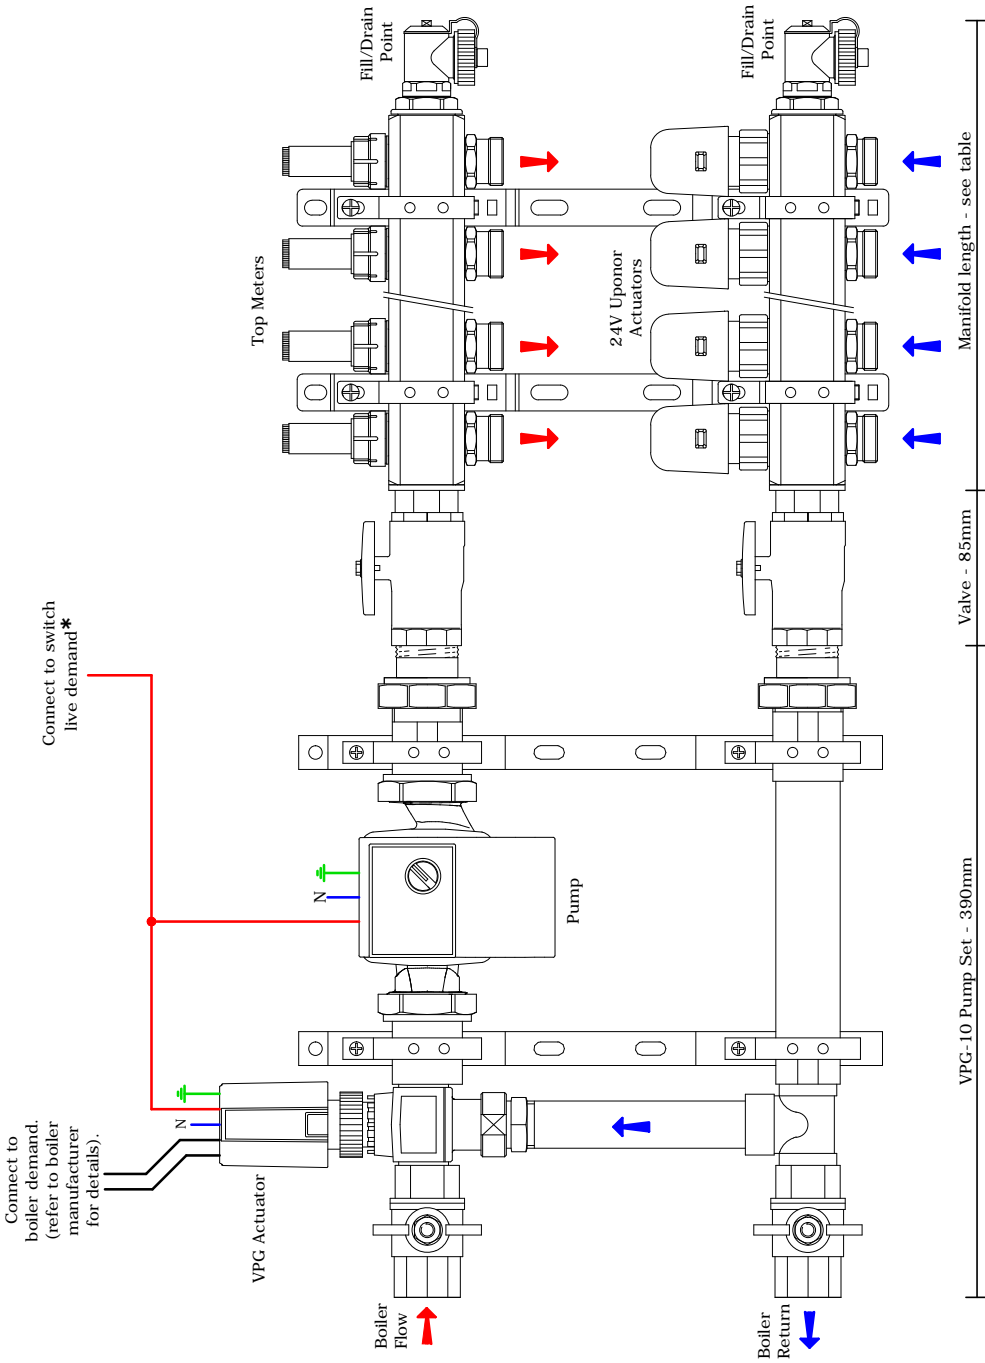 Connect to
boiler demand.
(refer to boiler
manufacturer
for details).
Connect to switch
live demand*
N
VPG Actuator
N
Pump
Top Meters
24V Uponor
Actuators
Fill/Drain
Point
Fill/Drain
Point
Boiler
Flow
Boiler
Return
VPG-10 Pump Set - 390mm
Valve - 85mm
Manifold length - see table